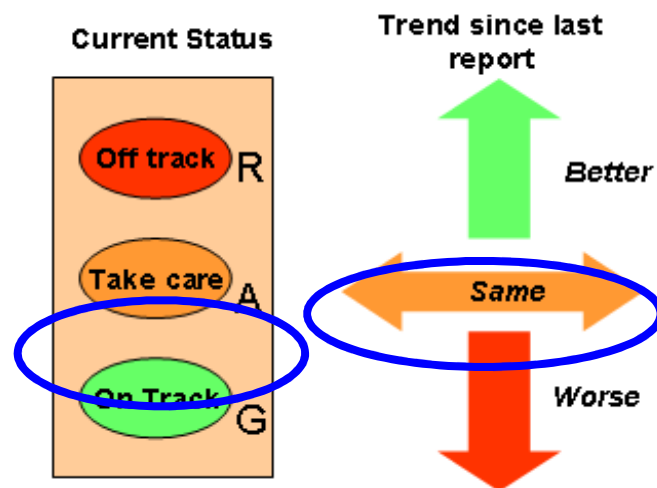 Current Status
Off track
R
Take care
A
On Track
G
Trend since last
report
Better
Same
Worse